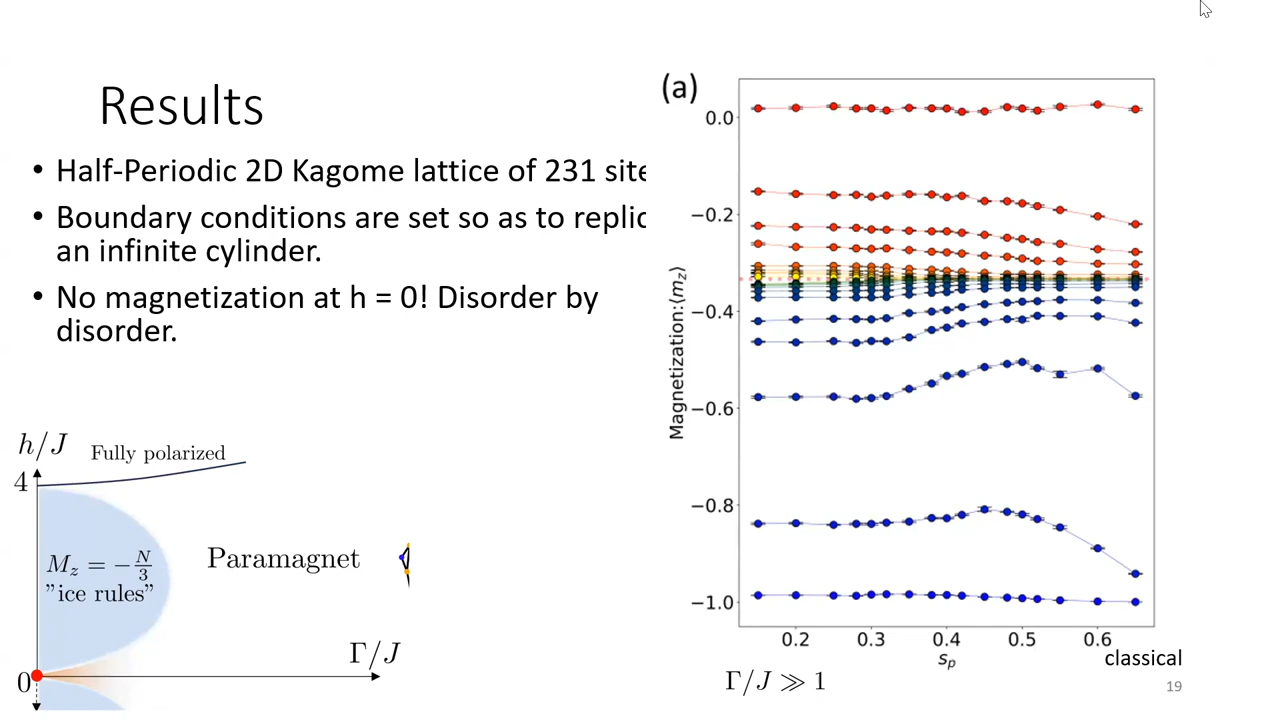 Results
• Half-Periodic 2D Kagome lattice of 231 site
• Boundary conditions are set so as to replic
an infinite cylinder.
• No magnetization at h = 0! Disorder by
disorder.
h/J
Fully polarized
4
M_z = −N/3
"ice rules"
Paramagnet
Γ/J
0
(a)
0.0
−0.2
−0.4
−0.6
−0.8
−1.0
Magnetization:⟨m_z⟩
0.2 0.3 0.4 0.5 0.6
s_p
classical
Γ/J ≫ 1
19